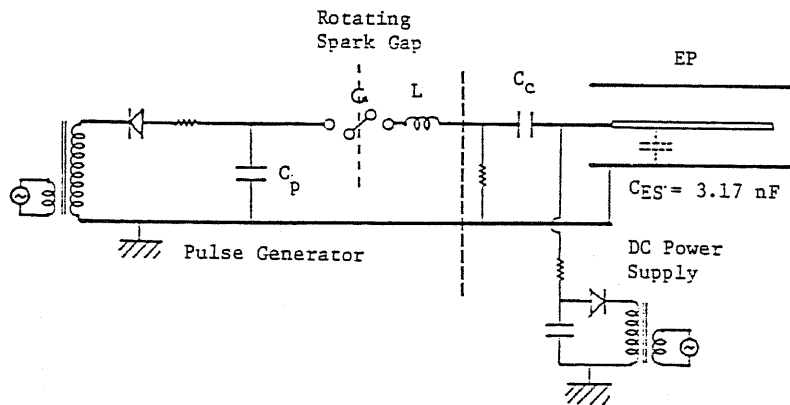 Rotating
Spark Gap
EP
L
C_c
C_p
C_ES = 3.17 nF
Pulse Generator
DC Power
Supply